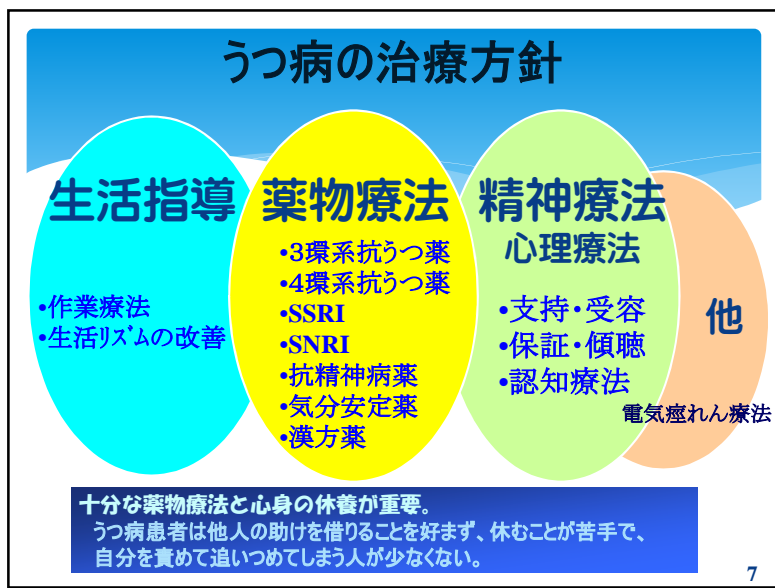 うつ病の治療方針
生活指導
•作業療法
•生活ﾘｽﾞﾑの改善
薬物療法
•３環系抗うつ薬
•４環系抗うつ薬
•SSRI
•SNRI
•抗精神病薬
•気分安定薬
•漢方薬
精神療法
心理療法
•支持・受容
•保証・傾聴
•認知療法
他
電気痙れん療法
十分な薬物療法と心身の休養が重要。
うつ病患者は他人の助けを借りることを好まず、休むことが苦手で、
自分を責めて追いつめてしまう人が少なくない。
7